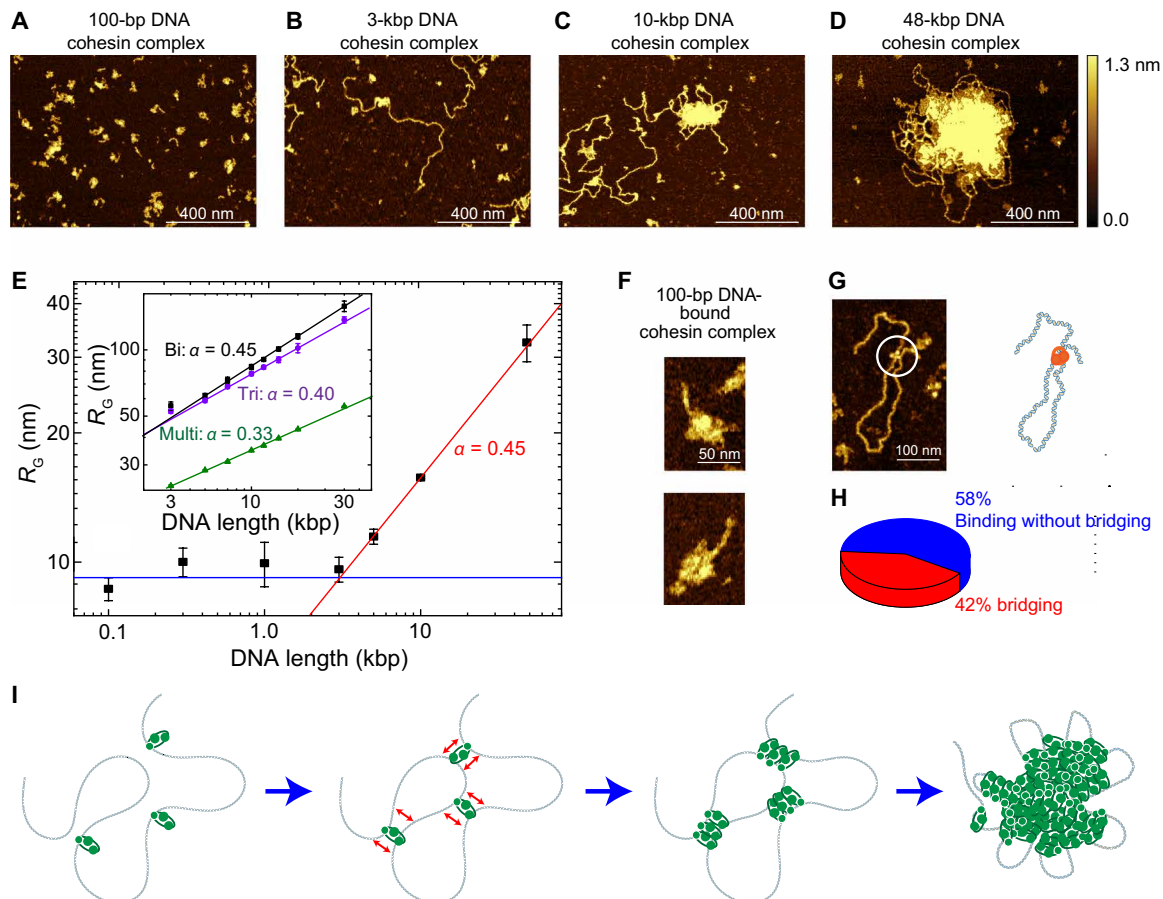 A
100-bp DNA
cohesin complex
400 nm
B
3-kbp DNA
cohesin complex
400 nm
C
10-kbp DNA
cohesin complex
400 nm
D
48-kbp DNA
cohesin complex
400 nm
1.3 nm
0.0
E
R_G (nm)
40
30
20
10
0.1
1.0
10
DNA length (kbp)
α = 0.45
R_G (nm)
100
50
30
Bi: α = 0.45
Tri: α = 0.40
Multi: α = 0.33
3
10
30
DNA length (kbp)
F
100-bp DNA-
bound
cohesin complex
50 nm
G
100 nm
H
58%
Binding without bridging
42% bridging
I